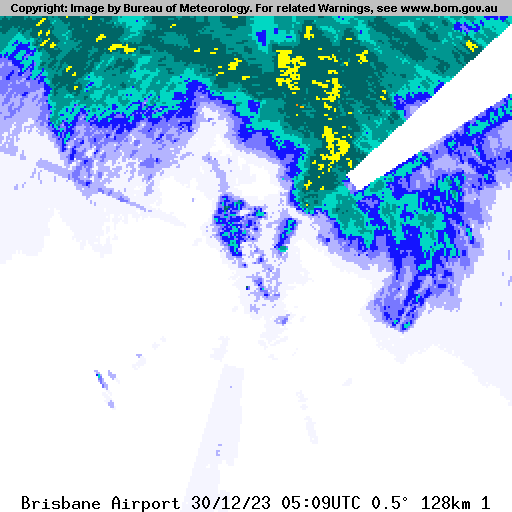 Copyright: Image by Bureau of Meteorology. For related Warnings, see www.bom.gov.au
Brisbane Airport 30/12/23 05:09UTC 0.5° 128km 1